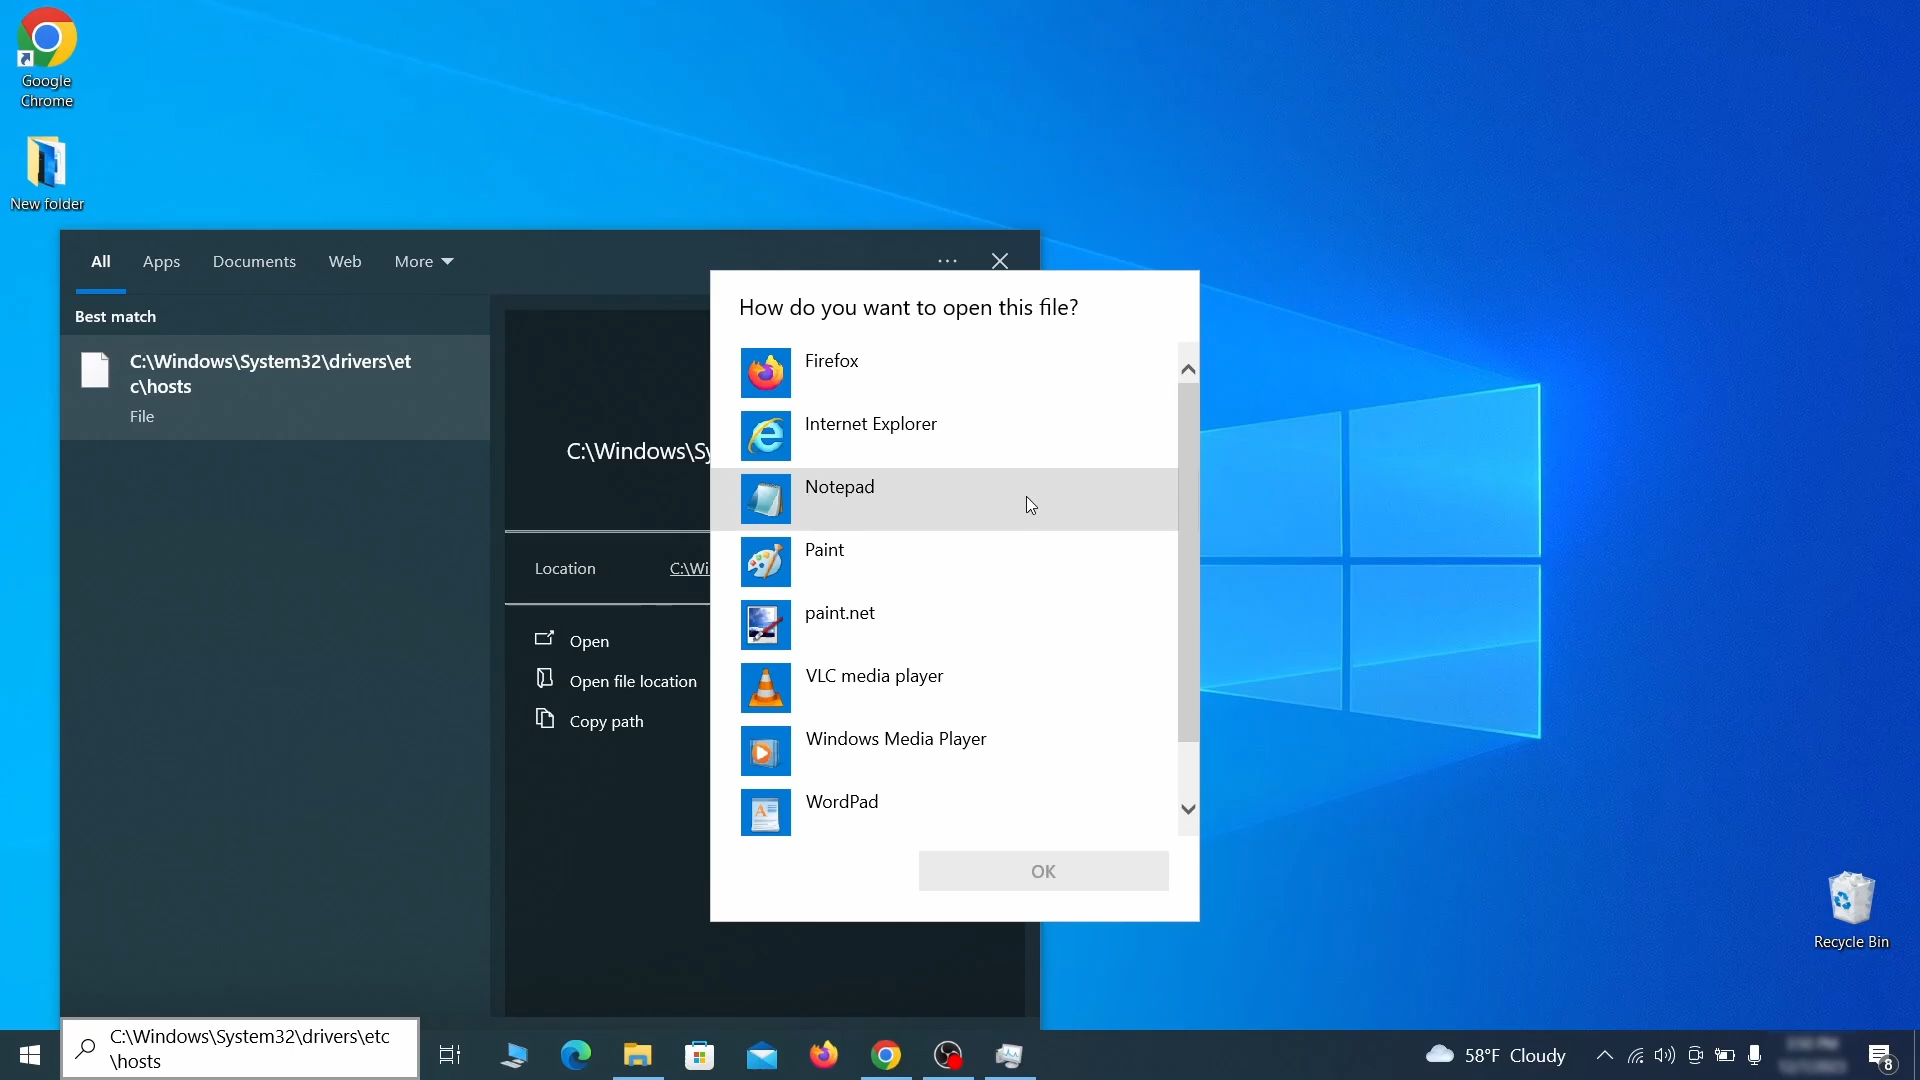 Google
Chrome
New folder
All Apps Documents Web More
Best match
C:\Windows\System32\drivers\et
c\hosts
File
C:\Windows\Sy
Location C:\Wi
Open
Open file location
Copy path
How do you want to open this file?
Firefox
Internet Explorer
Notepad
Paint
paint.net
VLC media player
Windows Media Player
WordPad
OK
Recycle Bin
C:\Windows\System32\drivers\etc
\hosts
58°F Cloudy
8